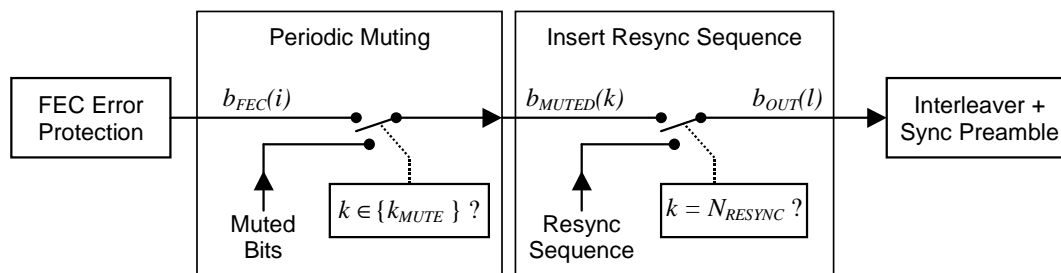 Periodic Muting
Insert Resync Sequence
FEC Error
Protection
b_FEC(i)
b_MUTED(k)
b_OUT(l)
Interleaver +
Sync Preamble
Muted
Bits
k ∈ {k_MUTE } ?
Resync
Sequence
k = N_RESYNC ?